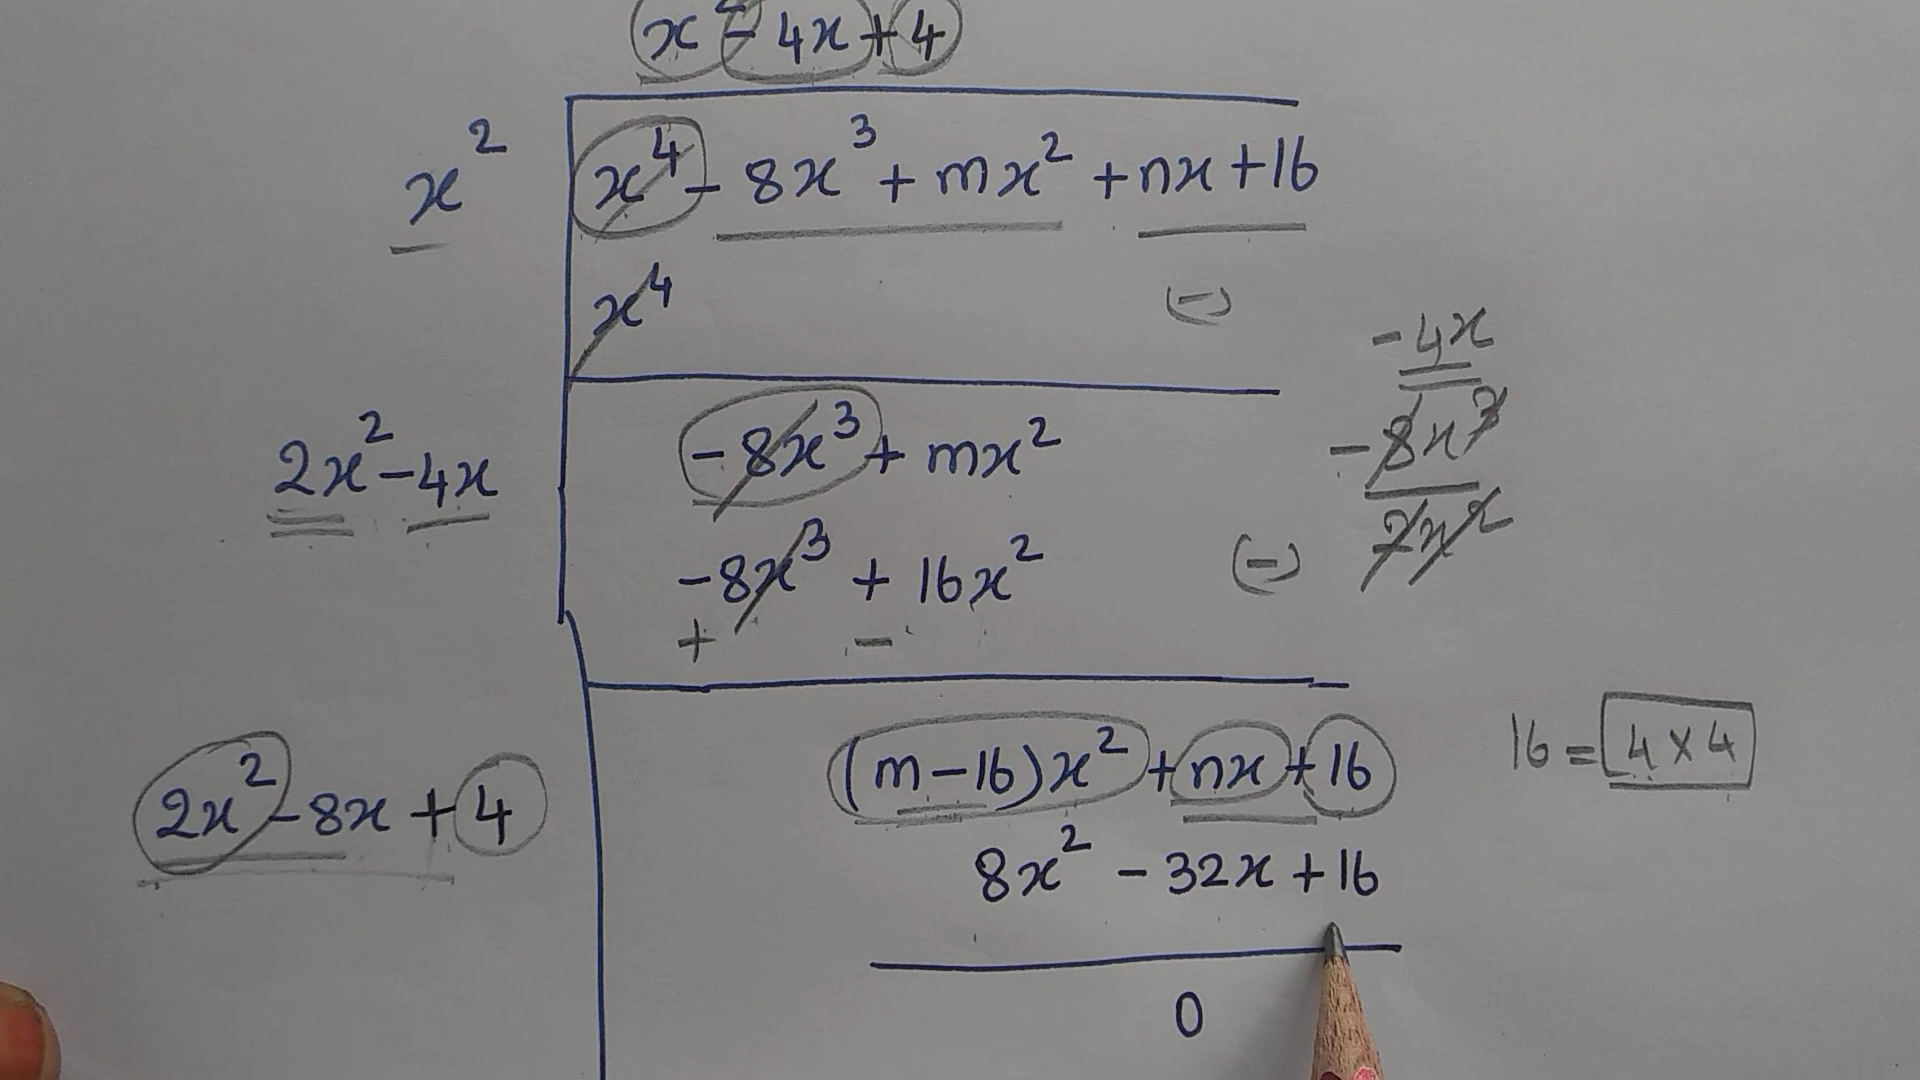 x² - 4x + 4
x² x⁴ - 8x³ + mx² + nx + 16
x⁴ (-)
-4x
2x² - 4x -8x³ + mx² -8x³
2x²
-8x³ + 16x² (-)
+ -
2x² - 8x + 4 (m-16)x² + nx + 16 16 = 4 x 4
8x² - 32x + 16
0